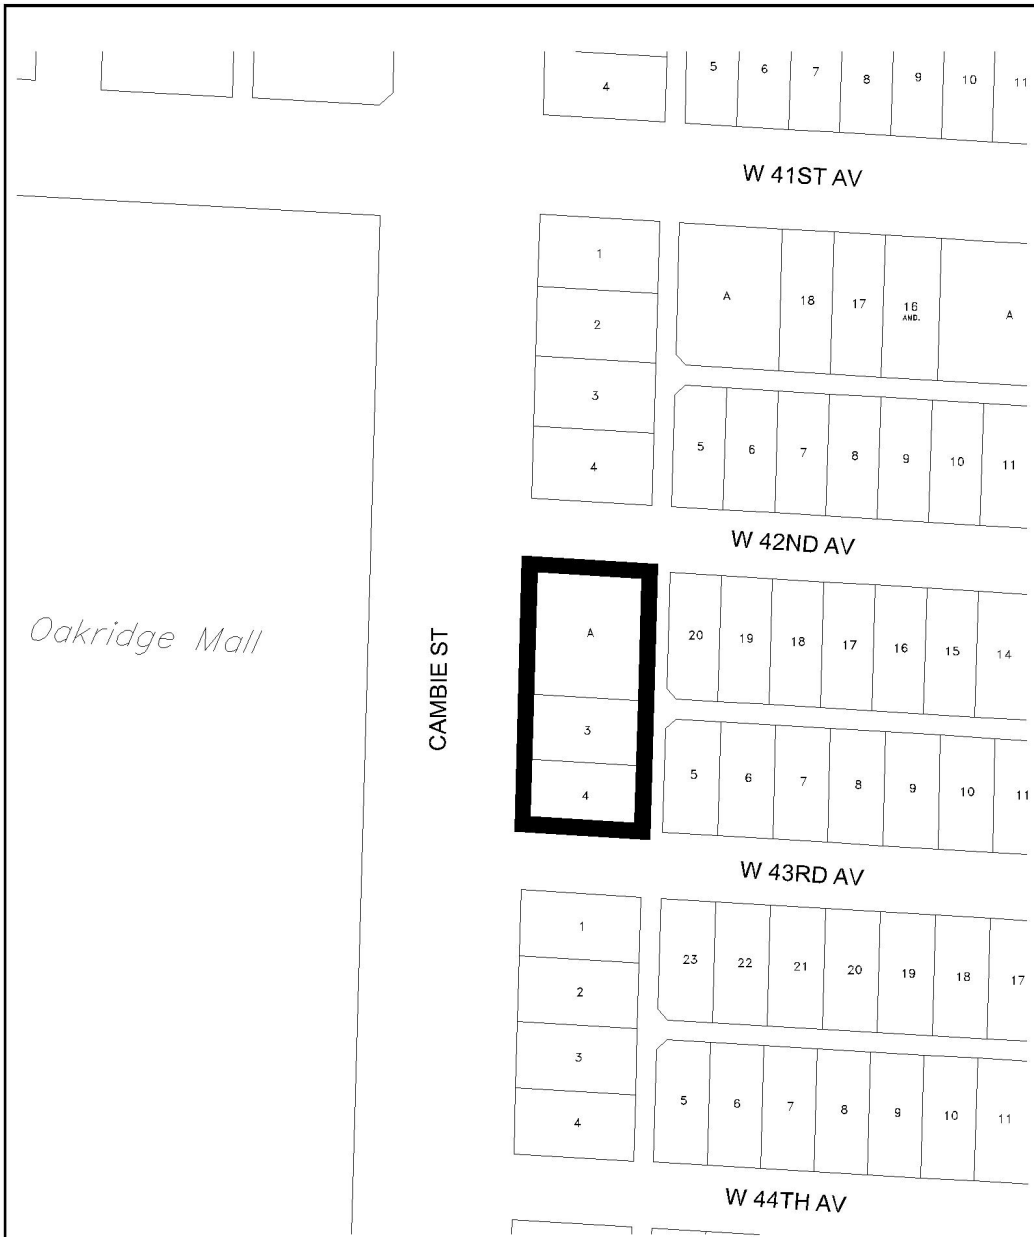 4
5 6 7 8 9 10 11
W 41ST AV
1
2
3
4
A 18 17 16 A
AND.
5 6 7 8 9 10 11
W 42ND AV
Oakridge Mall
CAMBIE ST
A
3
4
20 19 18 17 16 15 14
5 6 7 8 9 10 11
W 43RD AV
1
2
3
4
23 22 21 20 19 18 17
5 6 7 8 9 10 11
W 44TH AV